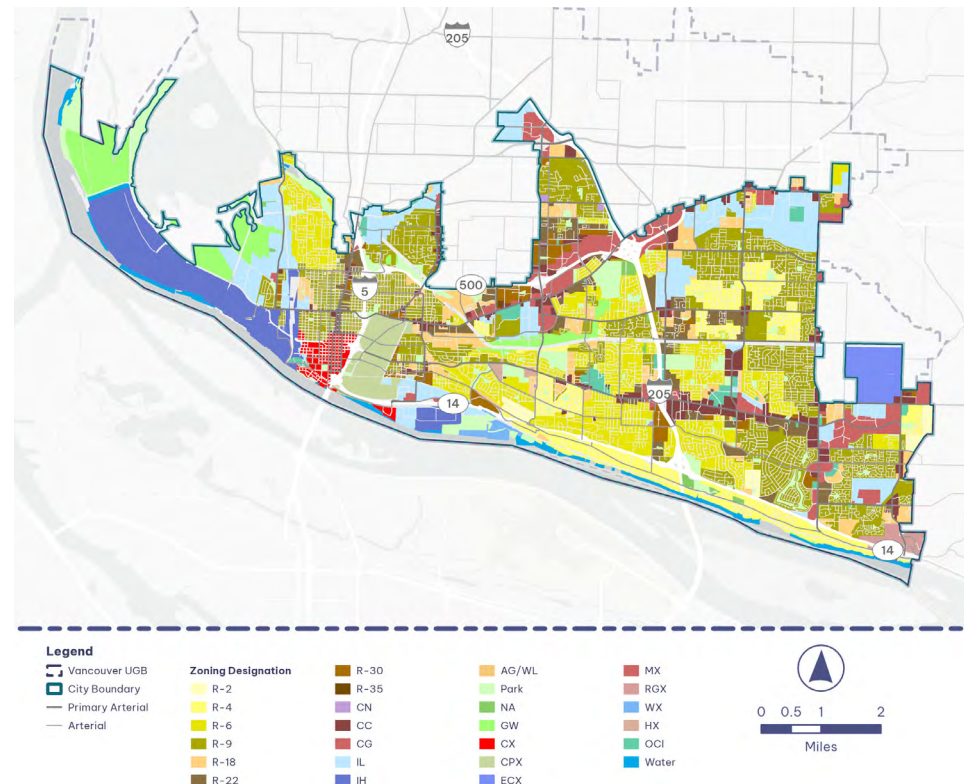 205
500
5
14
205
14
Legend
Vancouver UGB
City Boundary
Primary Arterial
Arterial
Zoning Designation
R-2
R-4
R-6
R-9
R-18
R-22
R-30
R-35
CN
CC
CG
IL
IH
AG/WL
Park
NA
GW
CX
CPX
ECX
MX
RGX
WX
HX
OCI
Water
0 0.5 1 2
Miles